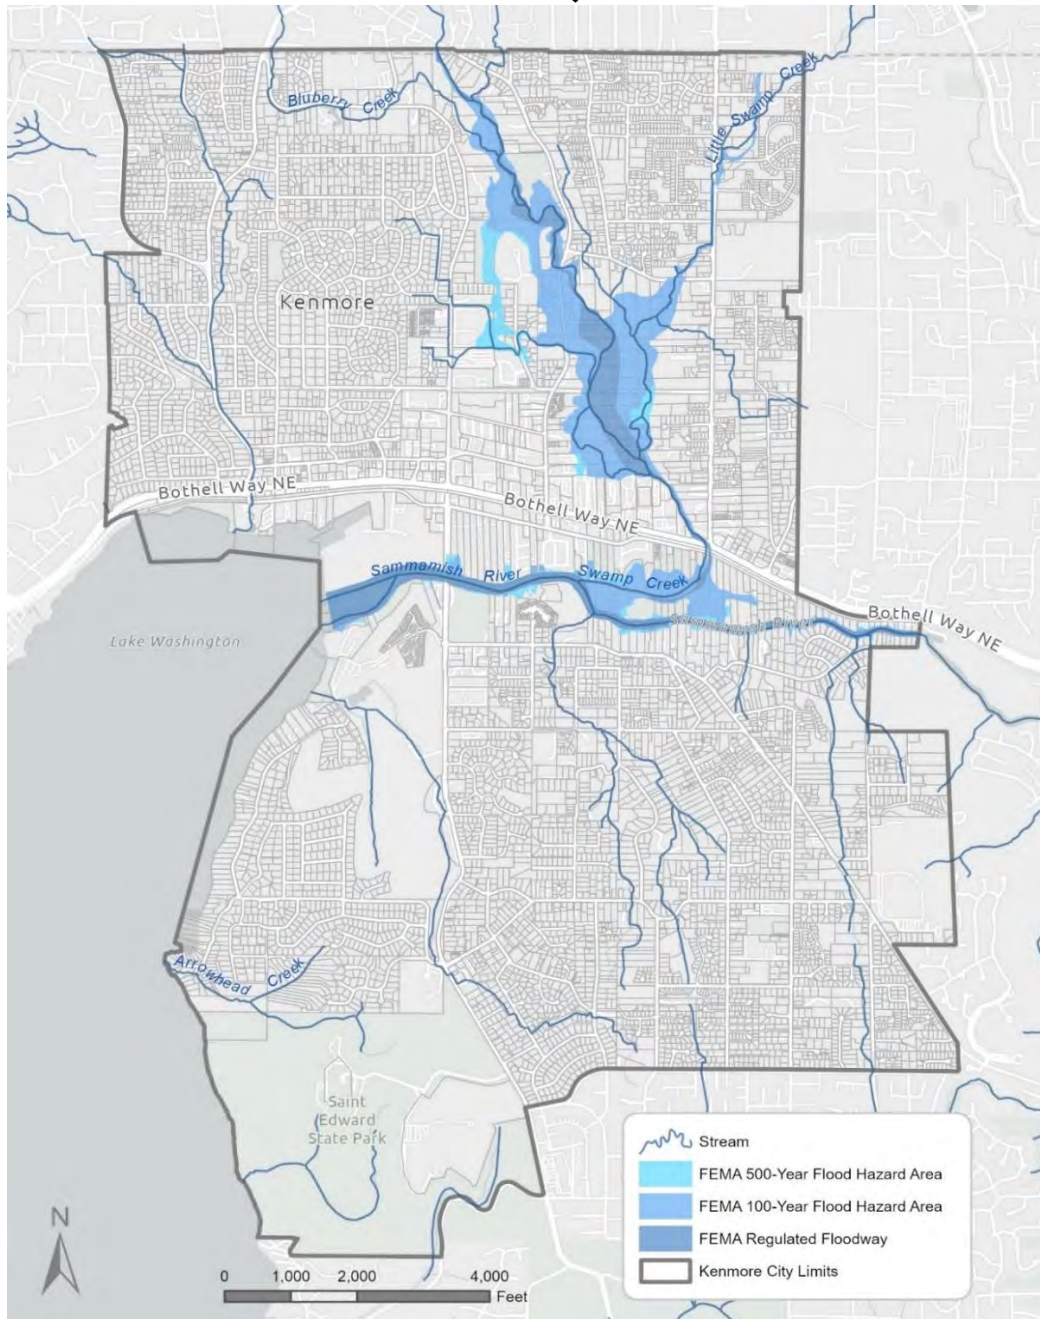 Bluberry Creek
Little Swamp Creek
Kenmore
Bothell Way NE
Bothell Way NE
Sammamish River
Swamp Creek
Sammamish River
Bothell Way NE
Lake Washington
Arrowhead Creek
Saint
Edward
State Park
Stream
FEMA 500-Year Flood Hazard Area
FEMA 100-Year Flood Hazard Area
FEMA Regulated Floodway
Kenmore City Limits
N
0 1,000 2,000 4,000
Feet